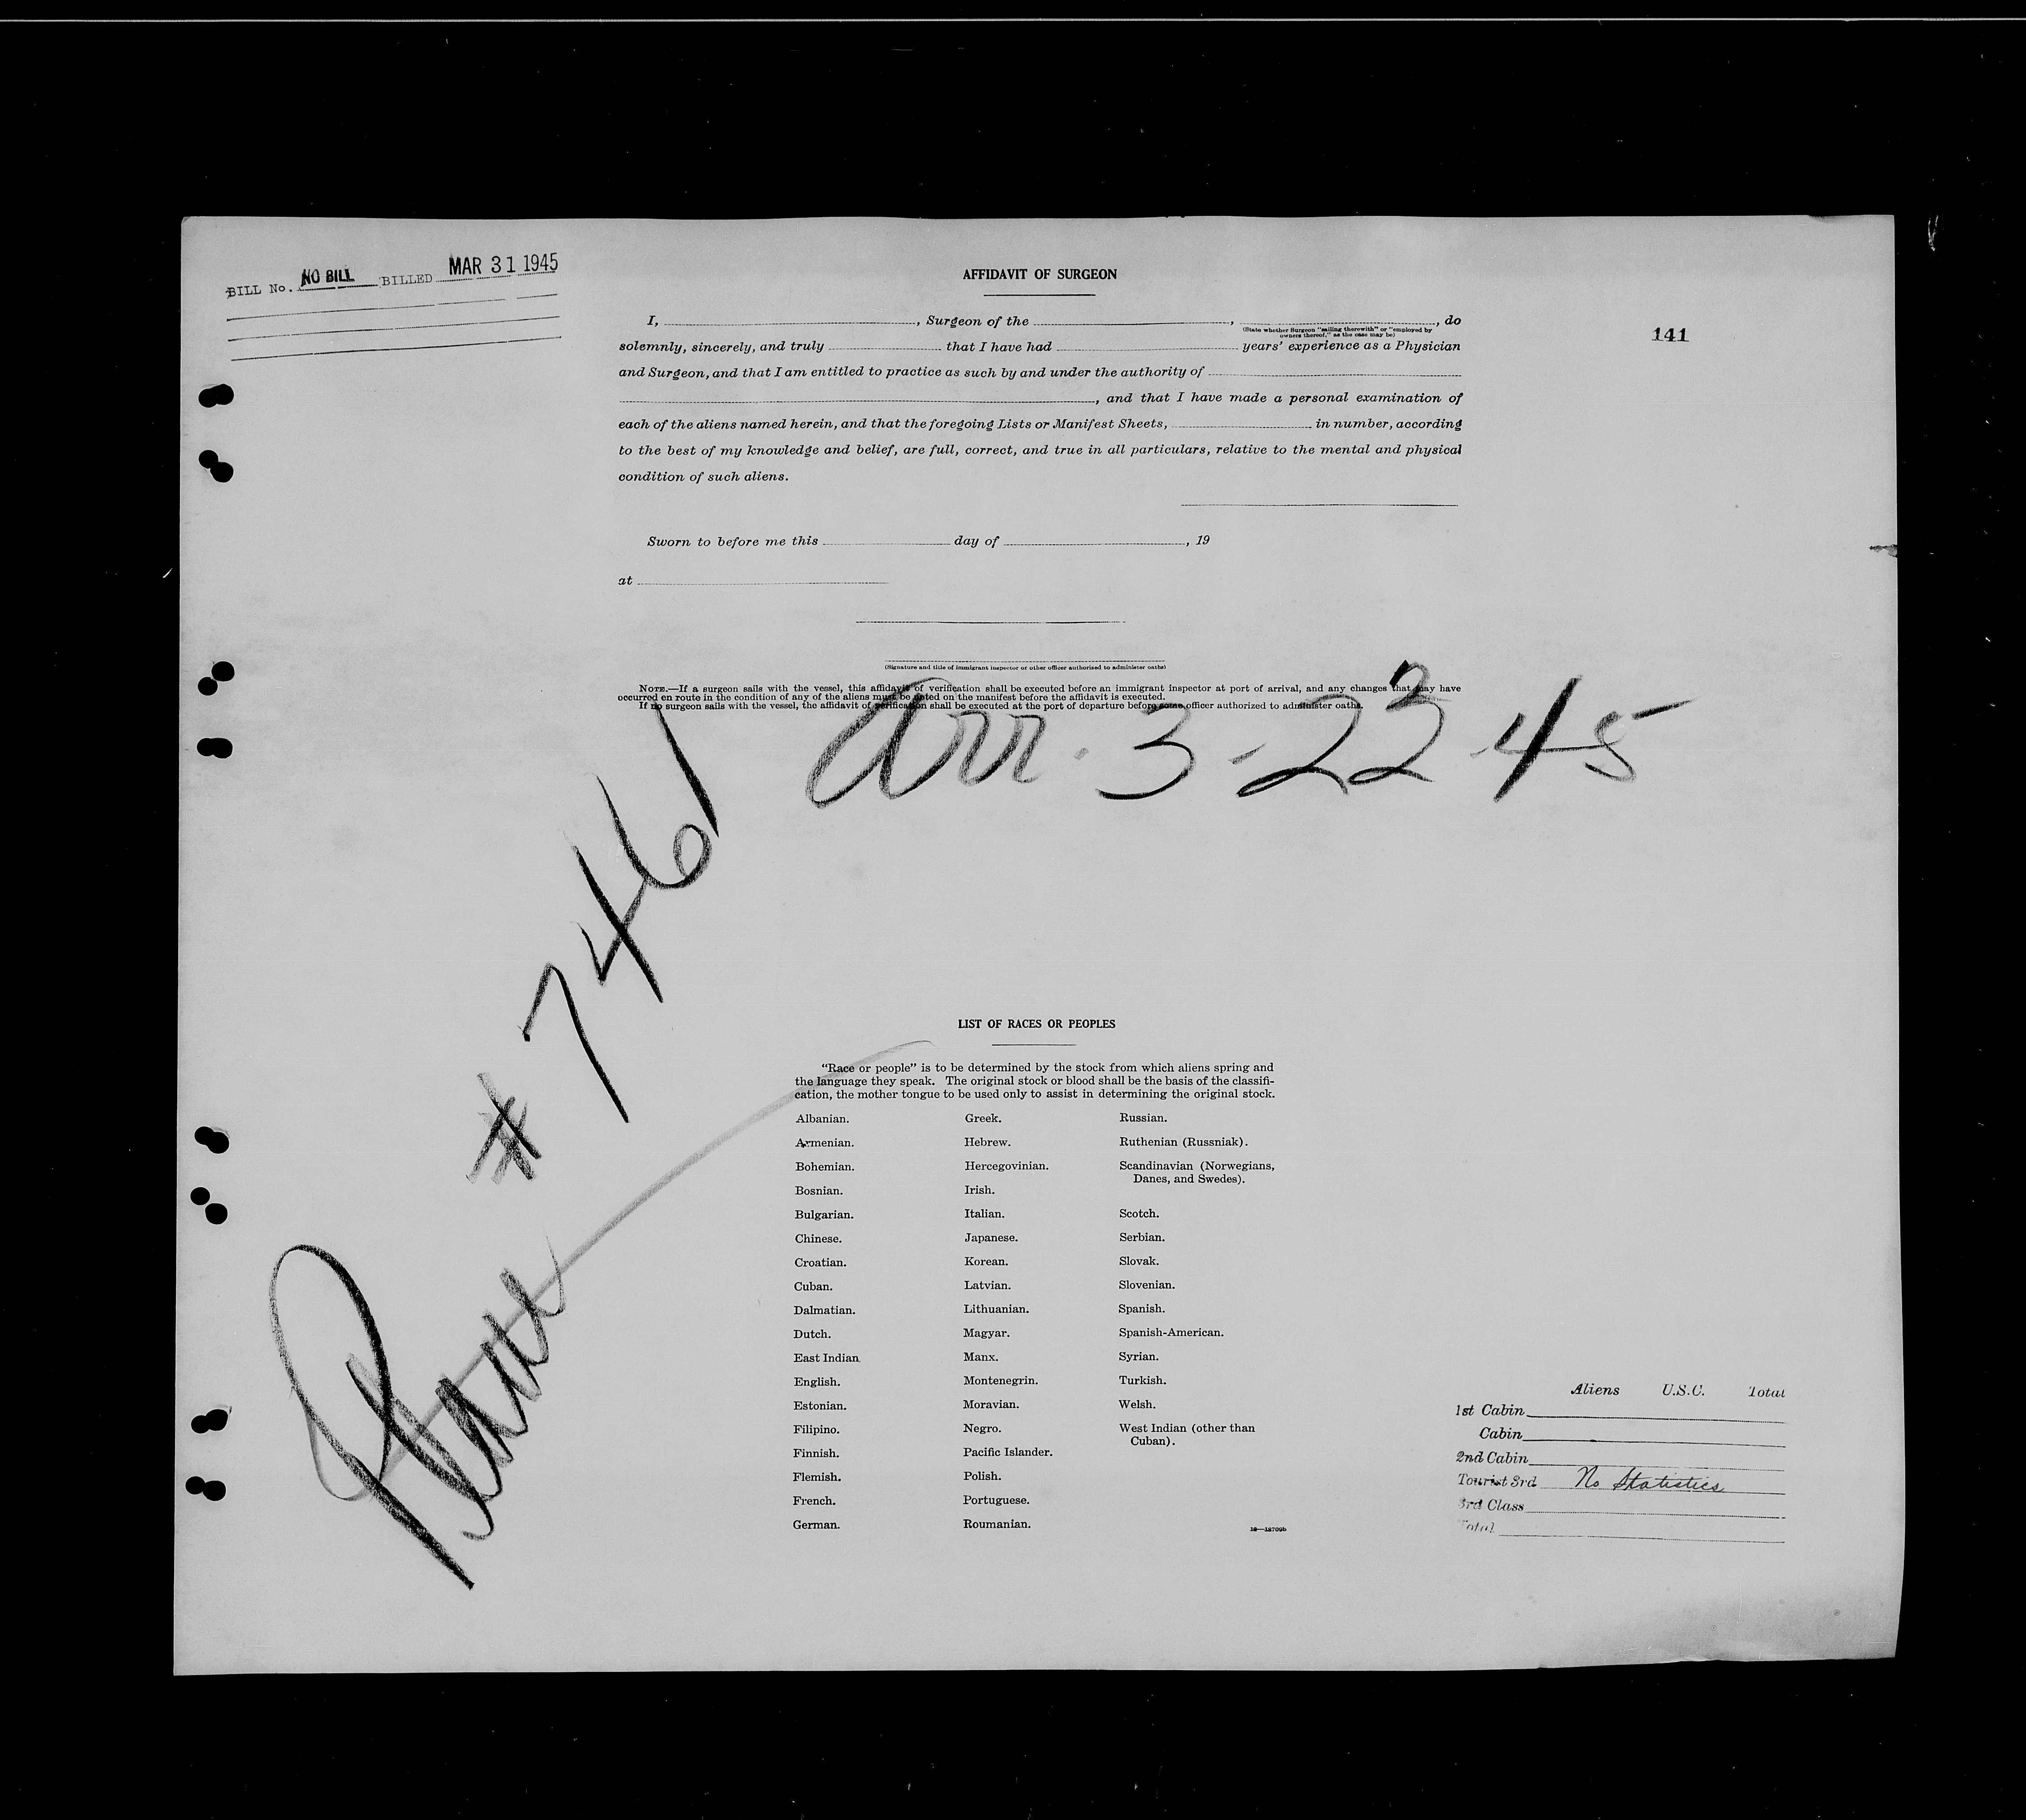 BILL No. NO BILL BILLED MAR 31 1945
AFFIDAVIT OF SURGEON
141
I, , Surgeon of the , , do
(State whether Surgeon "sailing therewith" or "employed by
owners thereof," as the case may be)
solemnly, sincerely, and truly that I have had years' experience as a Physician
and Surgeon, and that I am entitled to practice as such by and under the authority of
, and that I have made a personal examination of
each of the aliens named herein, and that the foregoing Lists or Manifest Sheets, in number, according
to the best of my knowledge and belief, are full, correct, and true in all particulars, relative to the mental and physical
condition of such aliens.
Sworn to before me this day of , 19
at
(Signature and title of immigrant inspector or other officer authorized to administer oaths)
NOTE.—If a surgeon sails with the vessel, this affidavit of verification shall be executed before an immigrant inspector at port of arrival, and any changes that may have
occurred en route in the condition of any of the aliens must be noted on the manifest before the affidavit is executed.
If no surgeon sails with the vessel, the affidavit of verification shall be executed at the port of departure before some officer authorized to administer oaths.
Arr. 3-23-45
Plane # 7461
LIST OF RACES OR PEOPLES
"Race or people" is to be determined by the stock from which aliens spring and
the language they speak. The original stock or blood shall be the basis of the classifi-
cation, the mother tongue to be used only to assist in determining the original stock.
Albanian.
Armenian.
Bohemian.
Bosnian.
Bulgarian.
Chinese.
Croatian.
Cuban.
Dalmatian.
Dutch.
East Indian
English.
Estonian.
Filipino.
Finnish.
Flemish.
French.
German.
Greek.
Hebrew.
Hercegovinian.
Irish.
Italian.
Japanese.
Korean.
Latvian.
Lithuanian.
Magyar.
Manx.
Montenegrin.
Moravian.
Negro.
Pacific Islander.
Polish.
Portuguese.
Roumanian.
Russian.
Ruthenian (Russniak).
Scandinavian (Norwegians,
Danes, and Swedes).
Scotch.
Serbian.
Slovak.
Slovenian.
Spanish.
Spanish-American.
Syrian.
Turkish.
Welsh.
West Indian (other than
Cuban).
16—18709b
Aliens U.S.C. Total
1st Cabin
Cabin
2nd Cabin
Tourist 3rd No Statistics
3rd Class
Total